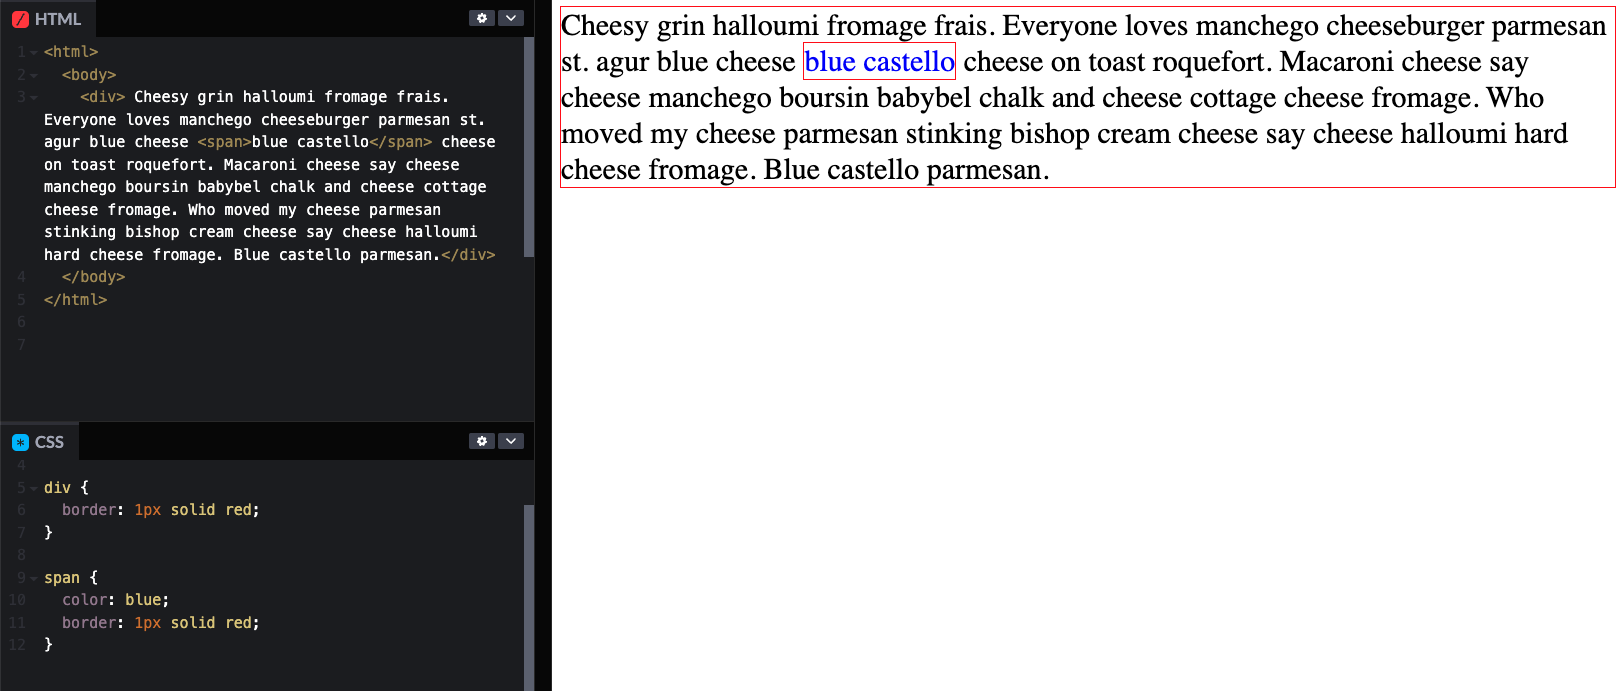 HTML
1 <html>
2 <body>
3 <div> Cheesy grin halloumi fromage frais.
Everyone loves manchego cheeseburger parmesan st.
agur blue cheese <span>blue castello</span> cheese
on toast roquefort. Macaroni cheese say cheese
manchego boursin babybel chalk and cheese cottage
cheese fromage. Who moved my cheese parmesan
stinking bishop cream cheese say cheese halloumi
hard cheese fromage. Blue castello parmesan.</div>
4 </body>
5 </html>
6
7
CSS
4
5 div {
6 border: 1px solid red;
7 }
8
9 span {
10 color: blue;
11 border: 1px solid red;
12 }
Cheesy grin halloumi fromage frais. Everyone loves manchego cheeseburger parmesan
st. agur blue cheese blue castello cheese on toast roquefort. Macaroni cheese say
cheese manchego boursin babybel chalk and cheese cottage cheese fromage. Who
moved my cheese parmesan stinking bishop cream cheese say cheese halloumi hard
cheese fromage. Blue castello parmesan.